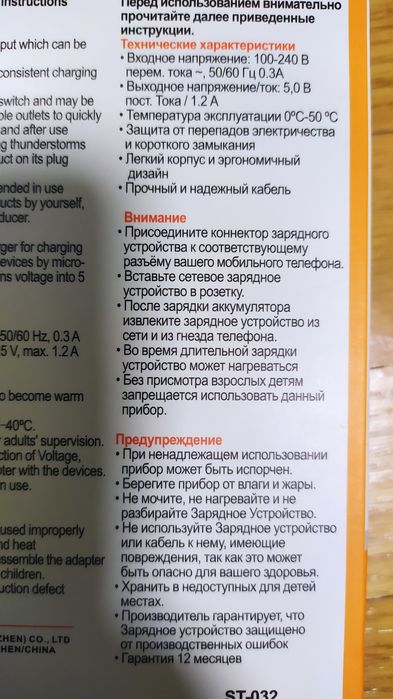 instructions
put which can be
consistent charging
switch and may be
ble outlets to quickly
and after use
g thunderstorms
uct on its plug
ended in use
ucts by yourself,
ducer.
rger for charging
evices by micro-
ns voltage into 5
50/60 Hz, 0.3 A
5 V, max. 1.2 A
o become warm
-40ºC.
adults' supervision.
ction of Voltage,
ter with the devices.
n use.
used improperly
nd heat
assemble the adapter
children.
uction defect
ZHEN) CO., LTD
HEN/CHINA
Перед использованием внимательно
прочитайте далее приведенные
инструкции.
Технические характеристики
• Входное напряжение: 100-240 В
перем. тока ~, 50/60 Гц 0.3А
• Выходное напряжение/ток: 5,0 В
пост. Тока / 1.2 А
• Температура эксплуатации 0ºС-50 ºС
• Защита от перепадов электричества
и короткого замыкания
• Легкий корпус и эргономичный
дизайн
• Прочный и надежный кабель
Внимание
• Присоедините коннектор зарядного
устройства к соответствующему
разъёму вашего мобильного телефона.
• Вставьте сетевое зарядное
устройство в розетку.
• После зарядки аккумулятора
извлеките зарядное устройство из
сети и из гнезда телефона.
• Во время длительной зарядки
устройство может нагреваться
• Без присмотра взрослых детям
запрещается использовать данный
прибор.
Предупреждение
• При ненадлежащем использовании
прибор может быть испорчен.
• Берегите прибор от влаги и жары.
• Не мочите, не нагревайте и не
разбирайте Зарядное Устройство.
• Не используйте Зарядное устройство
или кабель к нему, имеющие
повреждения, так как это может
быть опасно для вашего здоровья.
• Хранить в недоступных для детей
местах.
• Производитель гарантирует, что
Зарядное устройство защищено
от производственных ошибок
• Гарантия 12 месяцев
ST-032